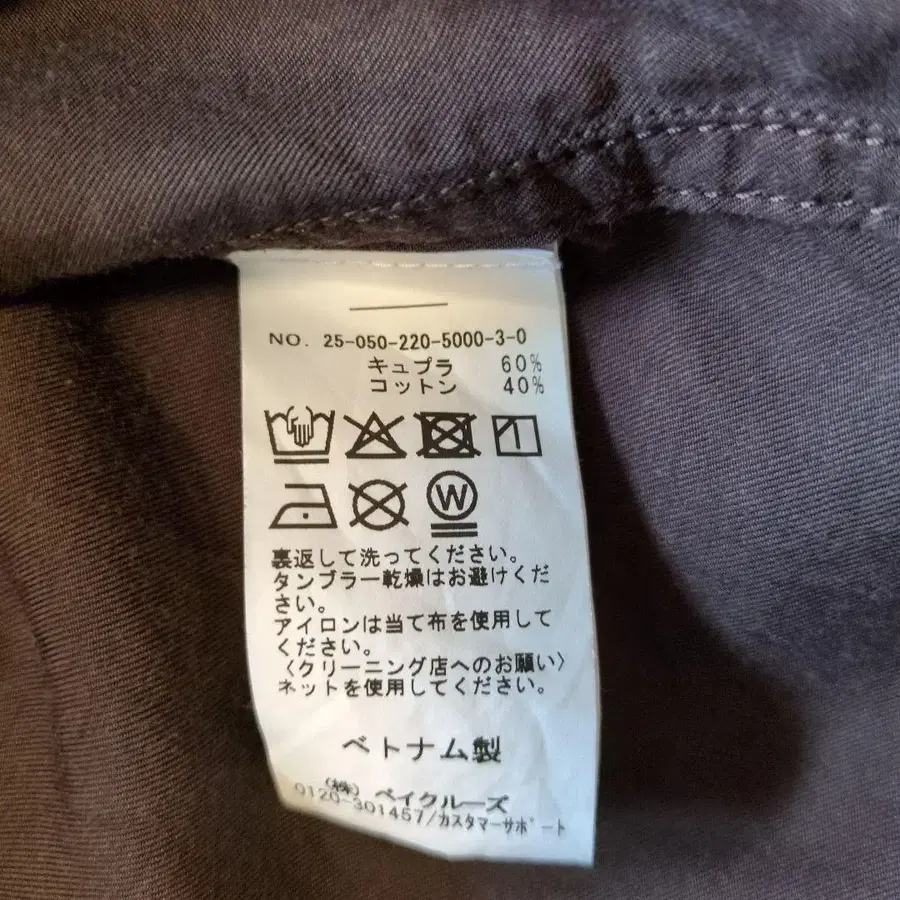 NO. 25-050-220-5000-3-0
キュプラ 60%
コットン 40%
W
裏返して洗ってください。
タンブラー乾燥はお避けくだ
さい。
アイロンは当て布を使用して
ください。
〈クリーニング店へのお願い〉
ネットを使用してください。
ベトナム製
(株) ベイクルーズ
0120-301457/カスタマーサポート